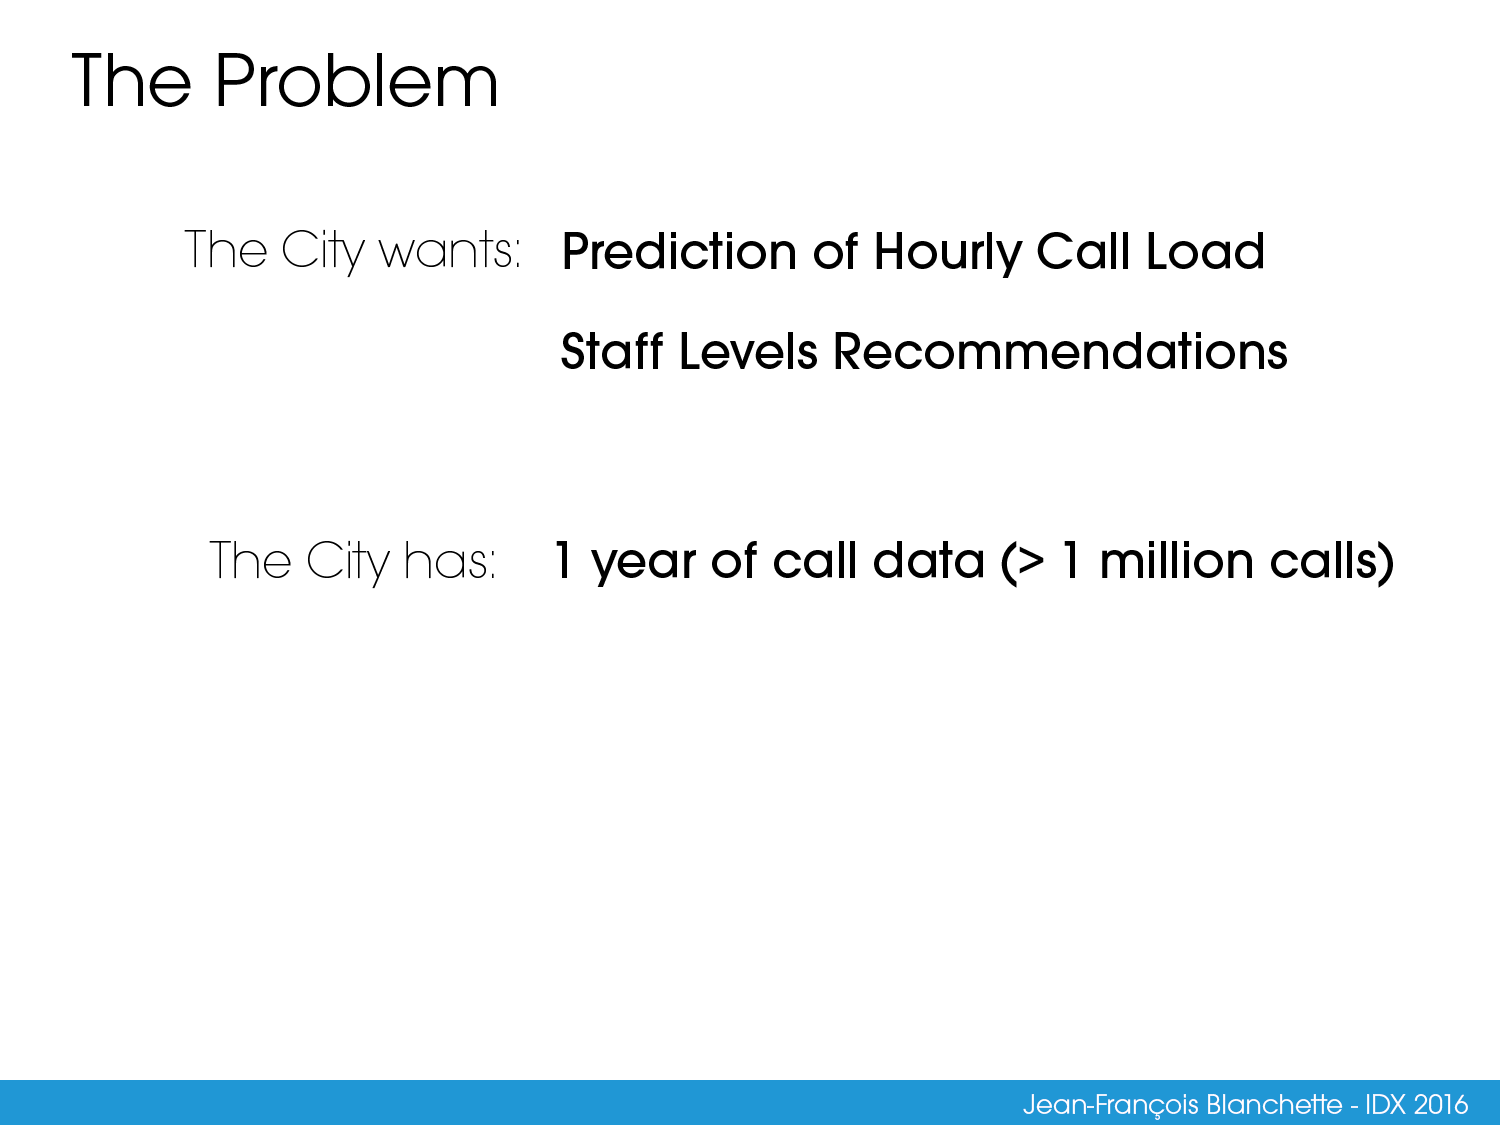 The Problem
The City wants: Prediction of Hourly Call Load
Staff Levels Recommendations
The City has: 1 year of call data (> 1 million calls)
Jean-François Blanchette - IDX 2016